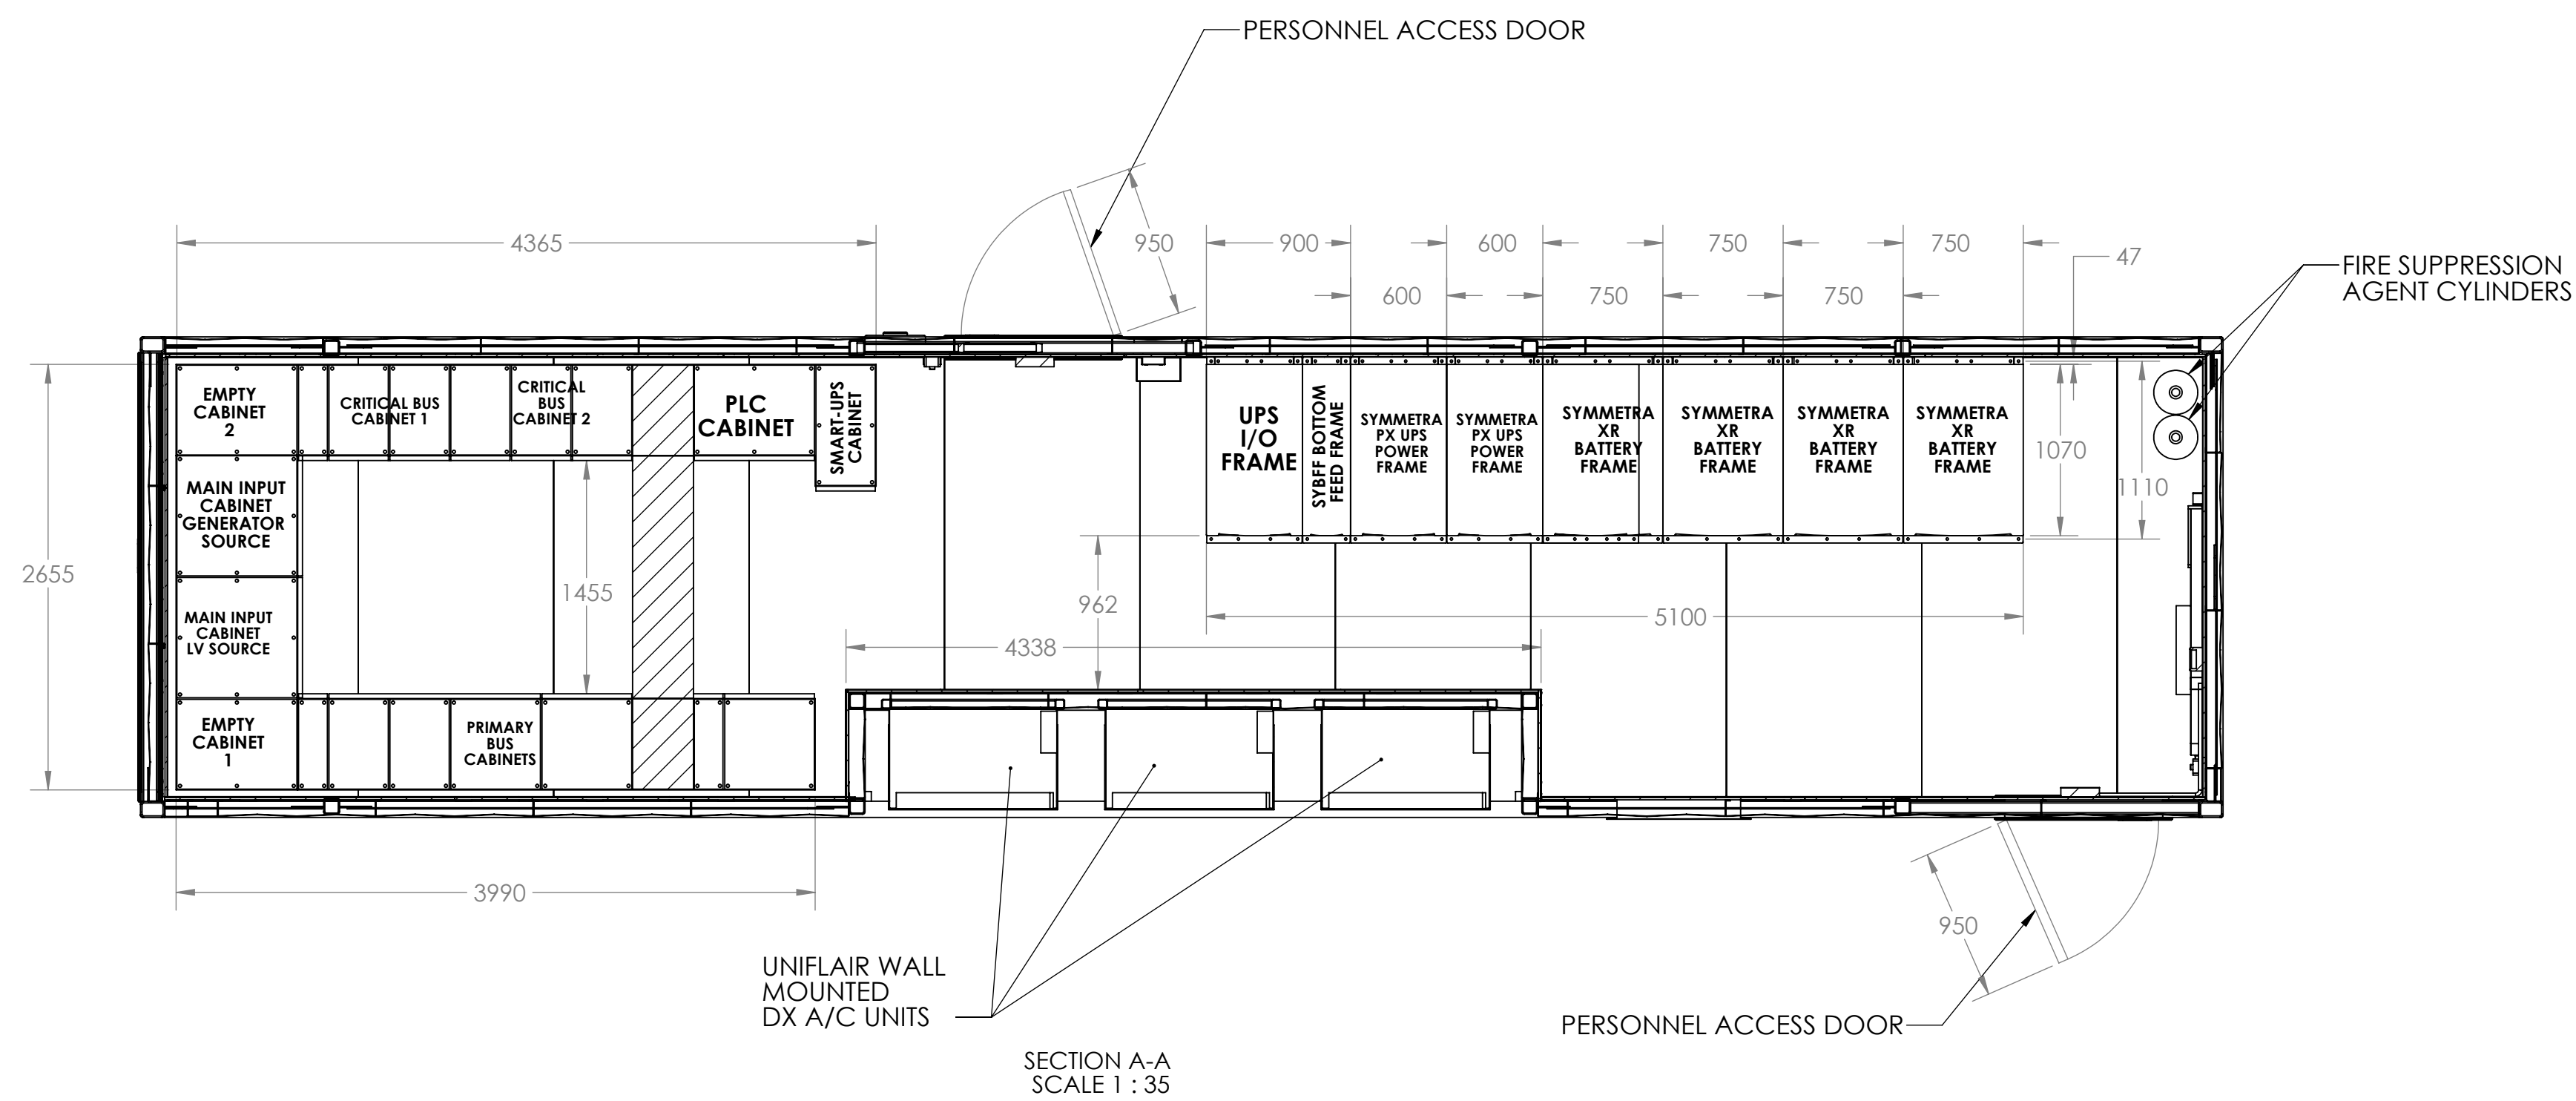 PERSONNEL ACCESS DOOR
4365
950
900
600
750
750
47
600
750
750
FIRE SUPPRESSION
AGENT CYLINDERS
EMPTY
CABINET
2
CRITICAL BUS
CABINET 1
CRITICAL
BUS
CABINET 2
PLC
CABINET
SMART-UPS
CABINET
UPS
I/O
FRAME
SYBFF BOTTOM
FEED FRAME
SYMMETRA
PX UPS
POWER
FRAME
SYMMETRA
PX UPS
POWER
FRAME
SYMMETRA
XR
BATTERY
FRAME
SYMMETRA
XR
BATTERY
FRAME
SYMMETRA
XR
BATTERY
FRAME
SYMMETRA
XR
BATTERY
FRAME
1070
1110
MAIN INPUT
CABINET
GENERATOR
SOURCE
2655
1455
962
5100
4338
MAIN INPUT
CABINET
LV SOURCE
EMPTY
CABINET
1
PRIMARY
BUS
CABINETS
3990
950
UNIFLAIR WALL
MOUNTED
DX A/C UNITS
PERSONNEL ACCESS DOOR
SECTION A-A
SCALE 1 : 35